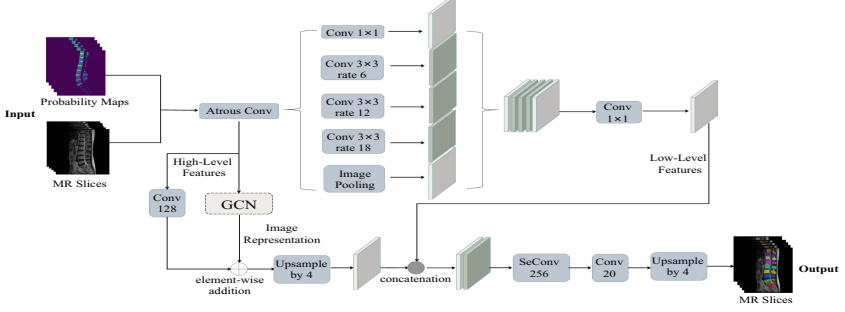 Input
Probability Maps
MR Slices
Atrous Conv
Conv 1×1
Conv 3×3
rate 6
Conv 3×3
rate 12
Conv 3×3
rate 18
Image
Pooling
Conv
1×1
Low-Level
Features
High-Level
Features
Conv
128
GCN
Image
Representation
element-wise
addition
Upsample
by 4
concatenation
SeConv
256
Conv
20
Upsample
by 4
MR Slices
Output